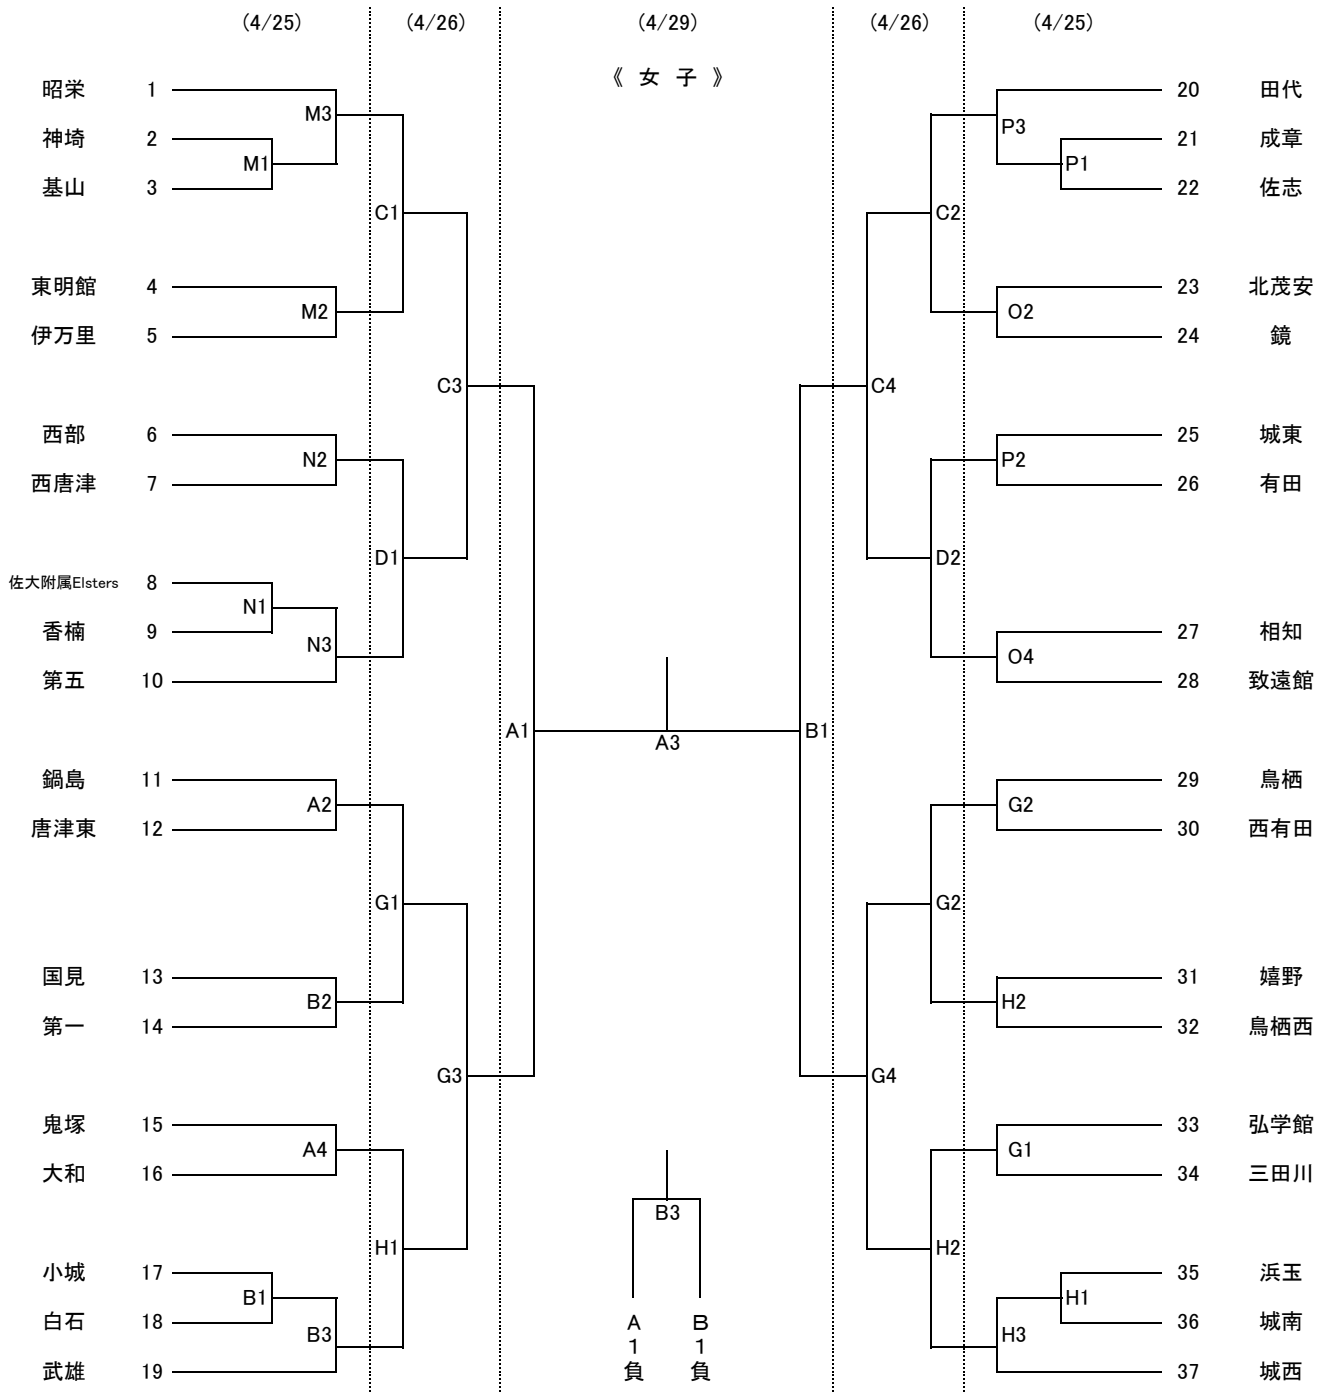 (4/25) (4/26) (4/29) (4/26) (4/25)
《 女 子 》
昭栄 1 20 田代
M3 P3
神埼 2 21 成章
M1 P1
基山 3 22 佐志
C1 C2
東明館 4 23 北茂安
M2 O2
伊万里 5 24 鏡
C3 C4
西部 6 25 城東
N2 P2
西唐津 7 26 有田
D1 D2
佐大附属Elsters 8
N1
香楠 9 27 相知
N3 O4
第五 10 28 致遠館
A1 A3 B1
鍋島 11 29 鳥栖
A2 G2
唐津東 12 30 西有田
G1 G2
国見 13 31 嬉野
B2 H2
第一 14 32 鳥栖西
G3 G4
鬼塚 15 33 弘学館
A4 G1
大和 16 34 三田川
B3
H1 H2
小城 17 35 浜玉
B1 H1
白石 18 36 城南
B3 H3
武雄 19 37 城西
A1負 B1負